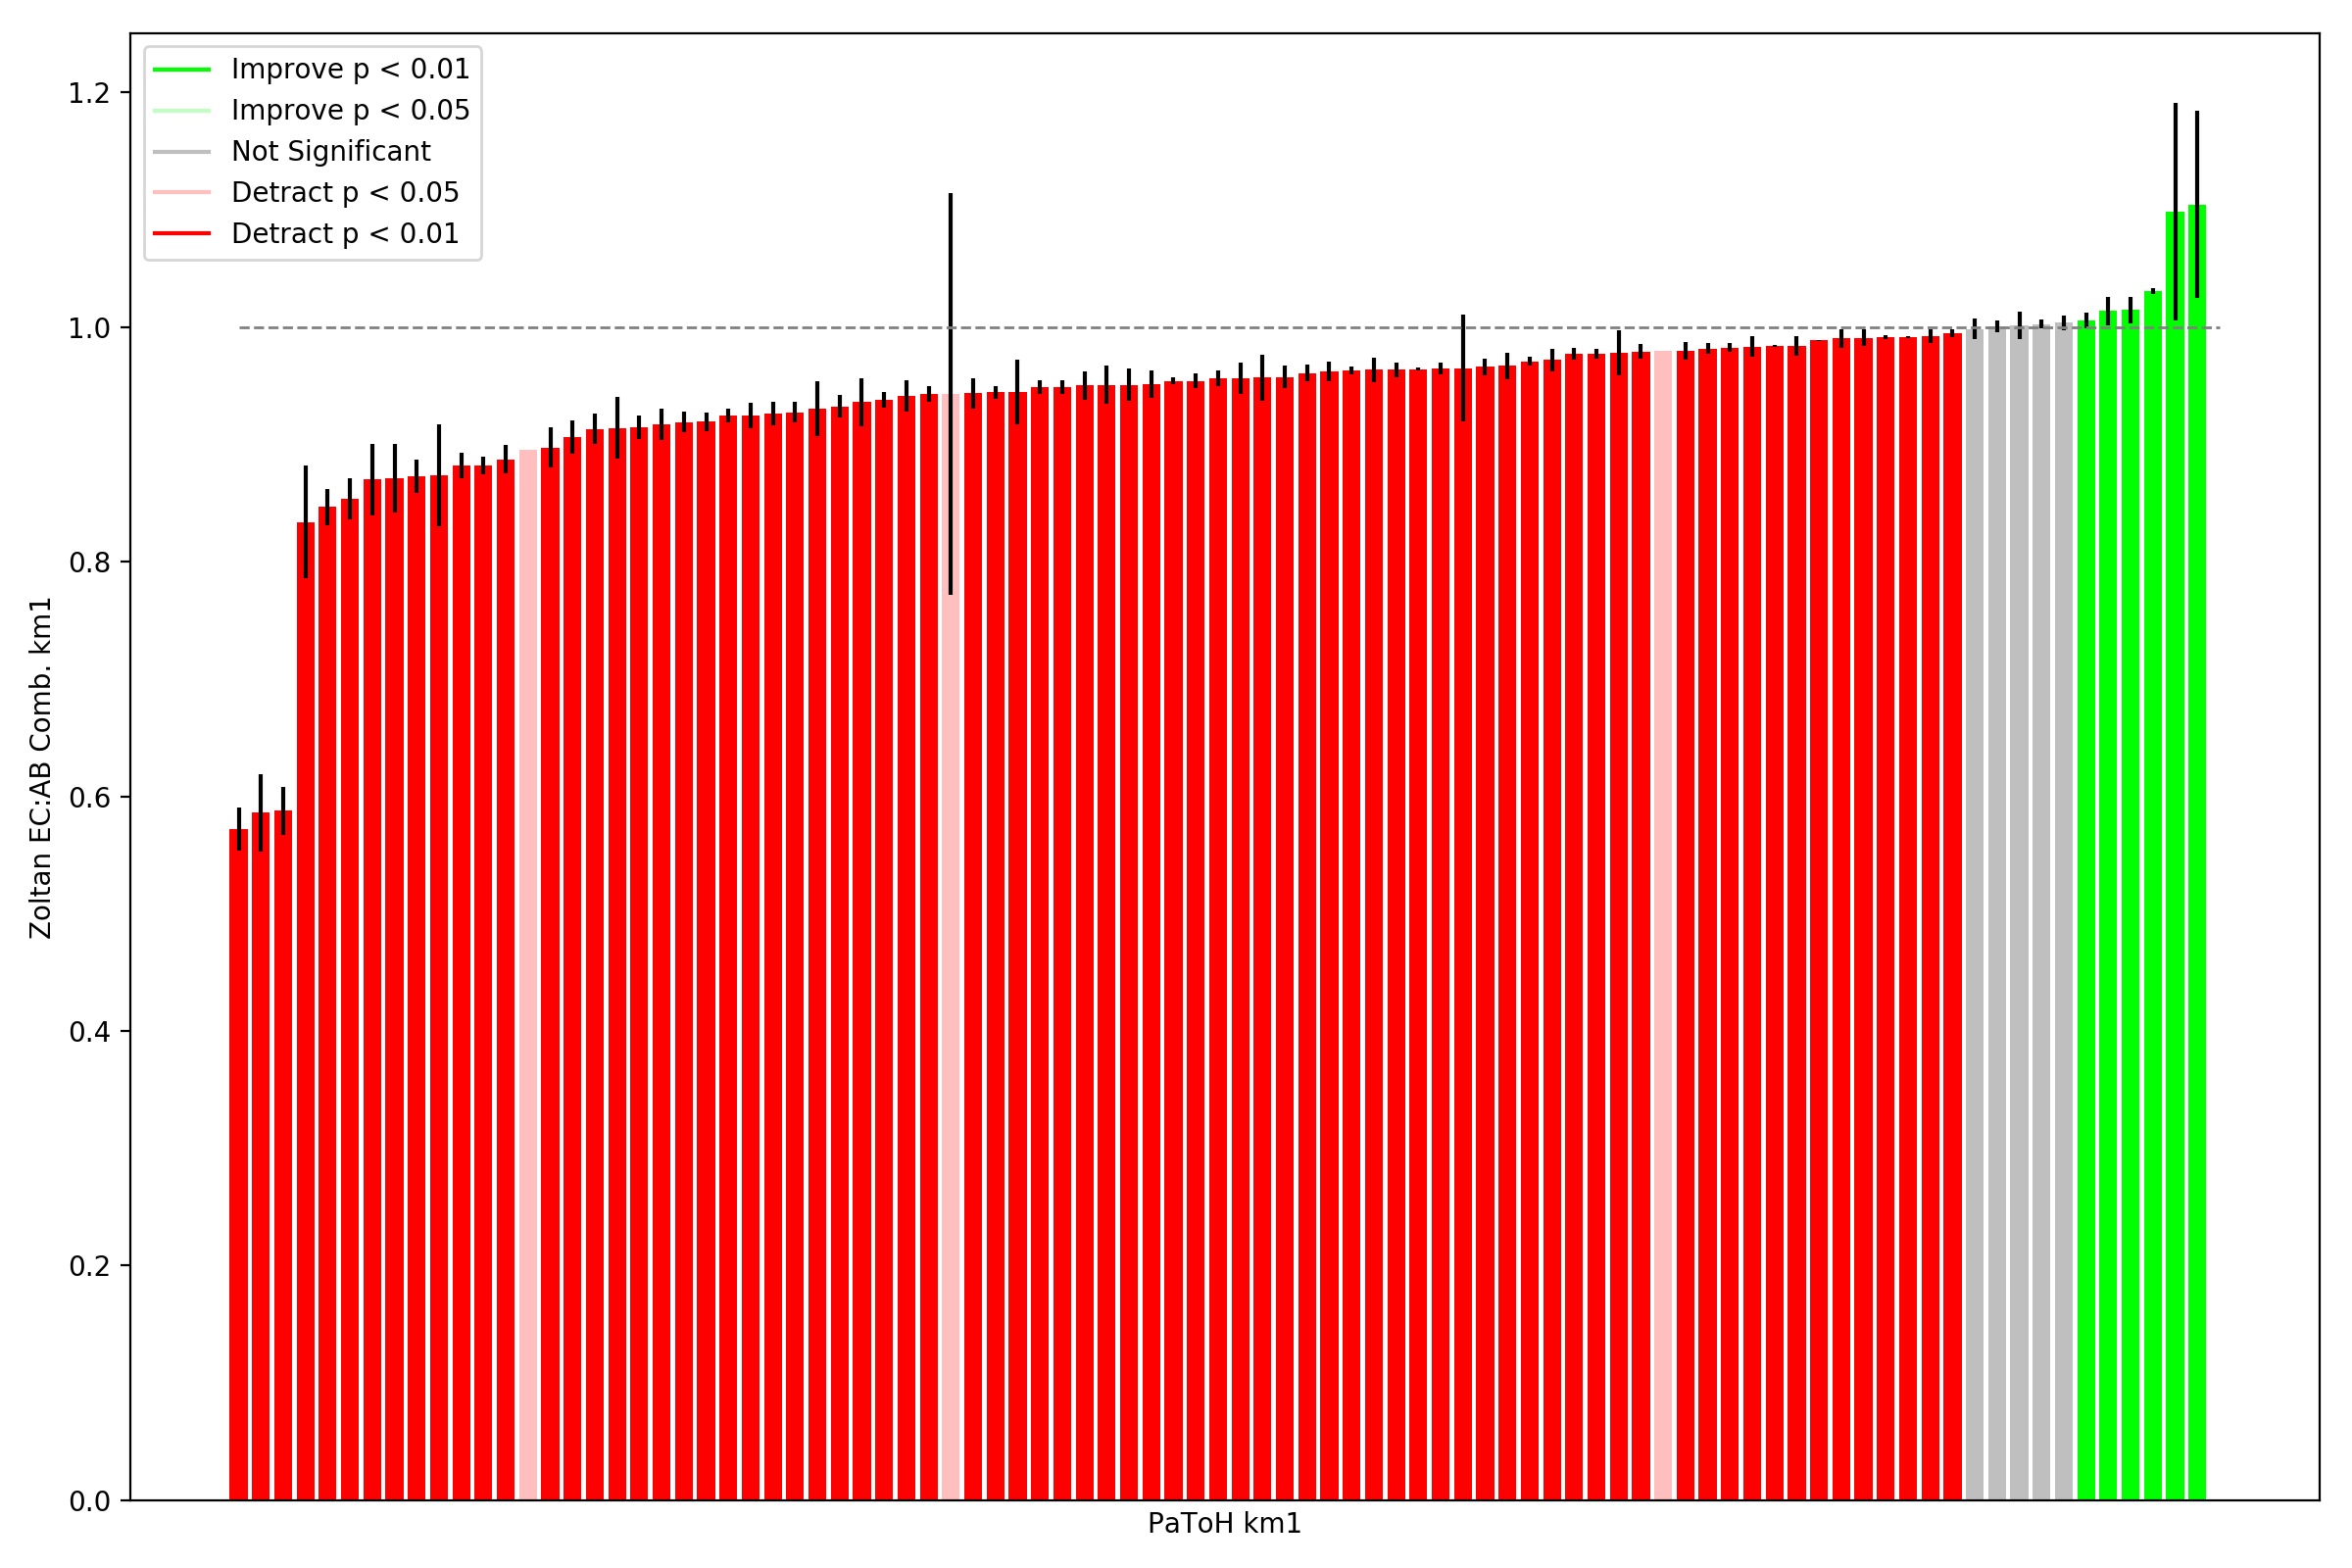 Improve p < 0.01
Improve p < 0.05
Not Significant
Detract p < 0.05
Detract p < 0.01
1.2
1.0
0.8
0.6
0.4
0.2
0.0
Zoltan EC:AB Comb. km1
PaToH km1